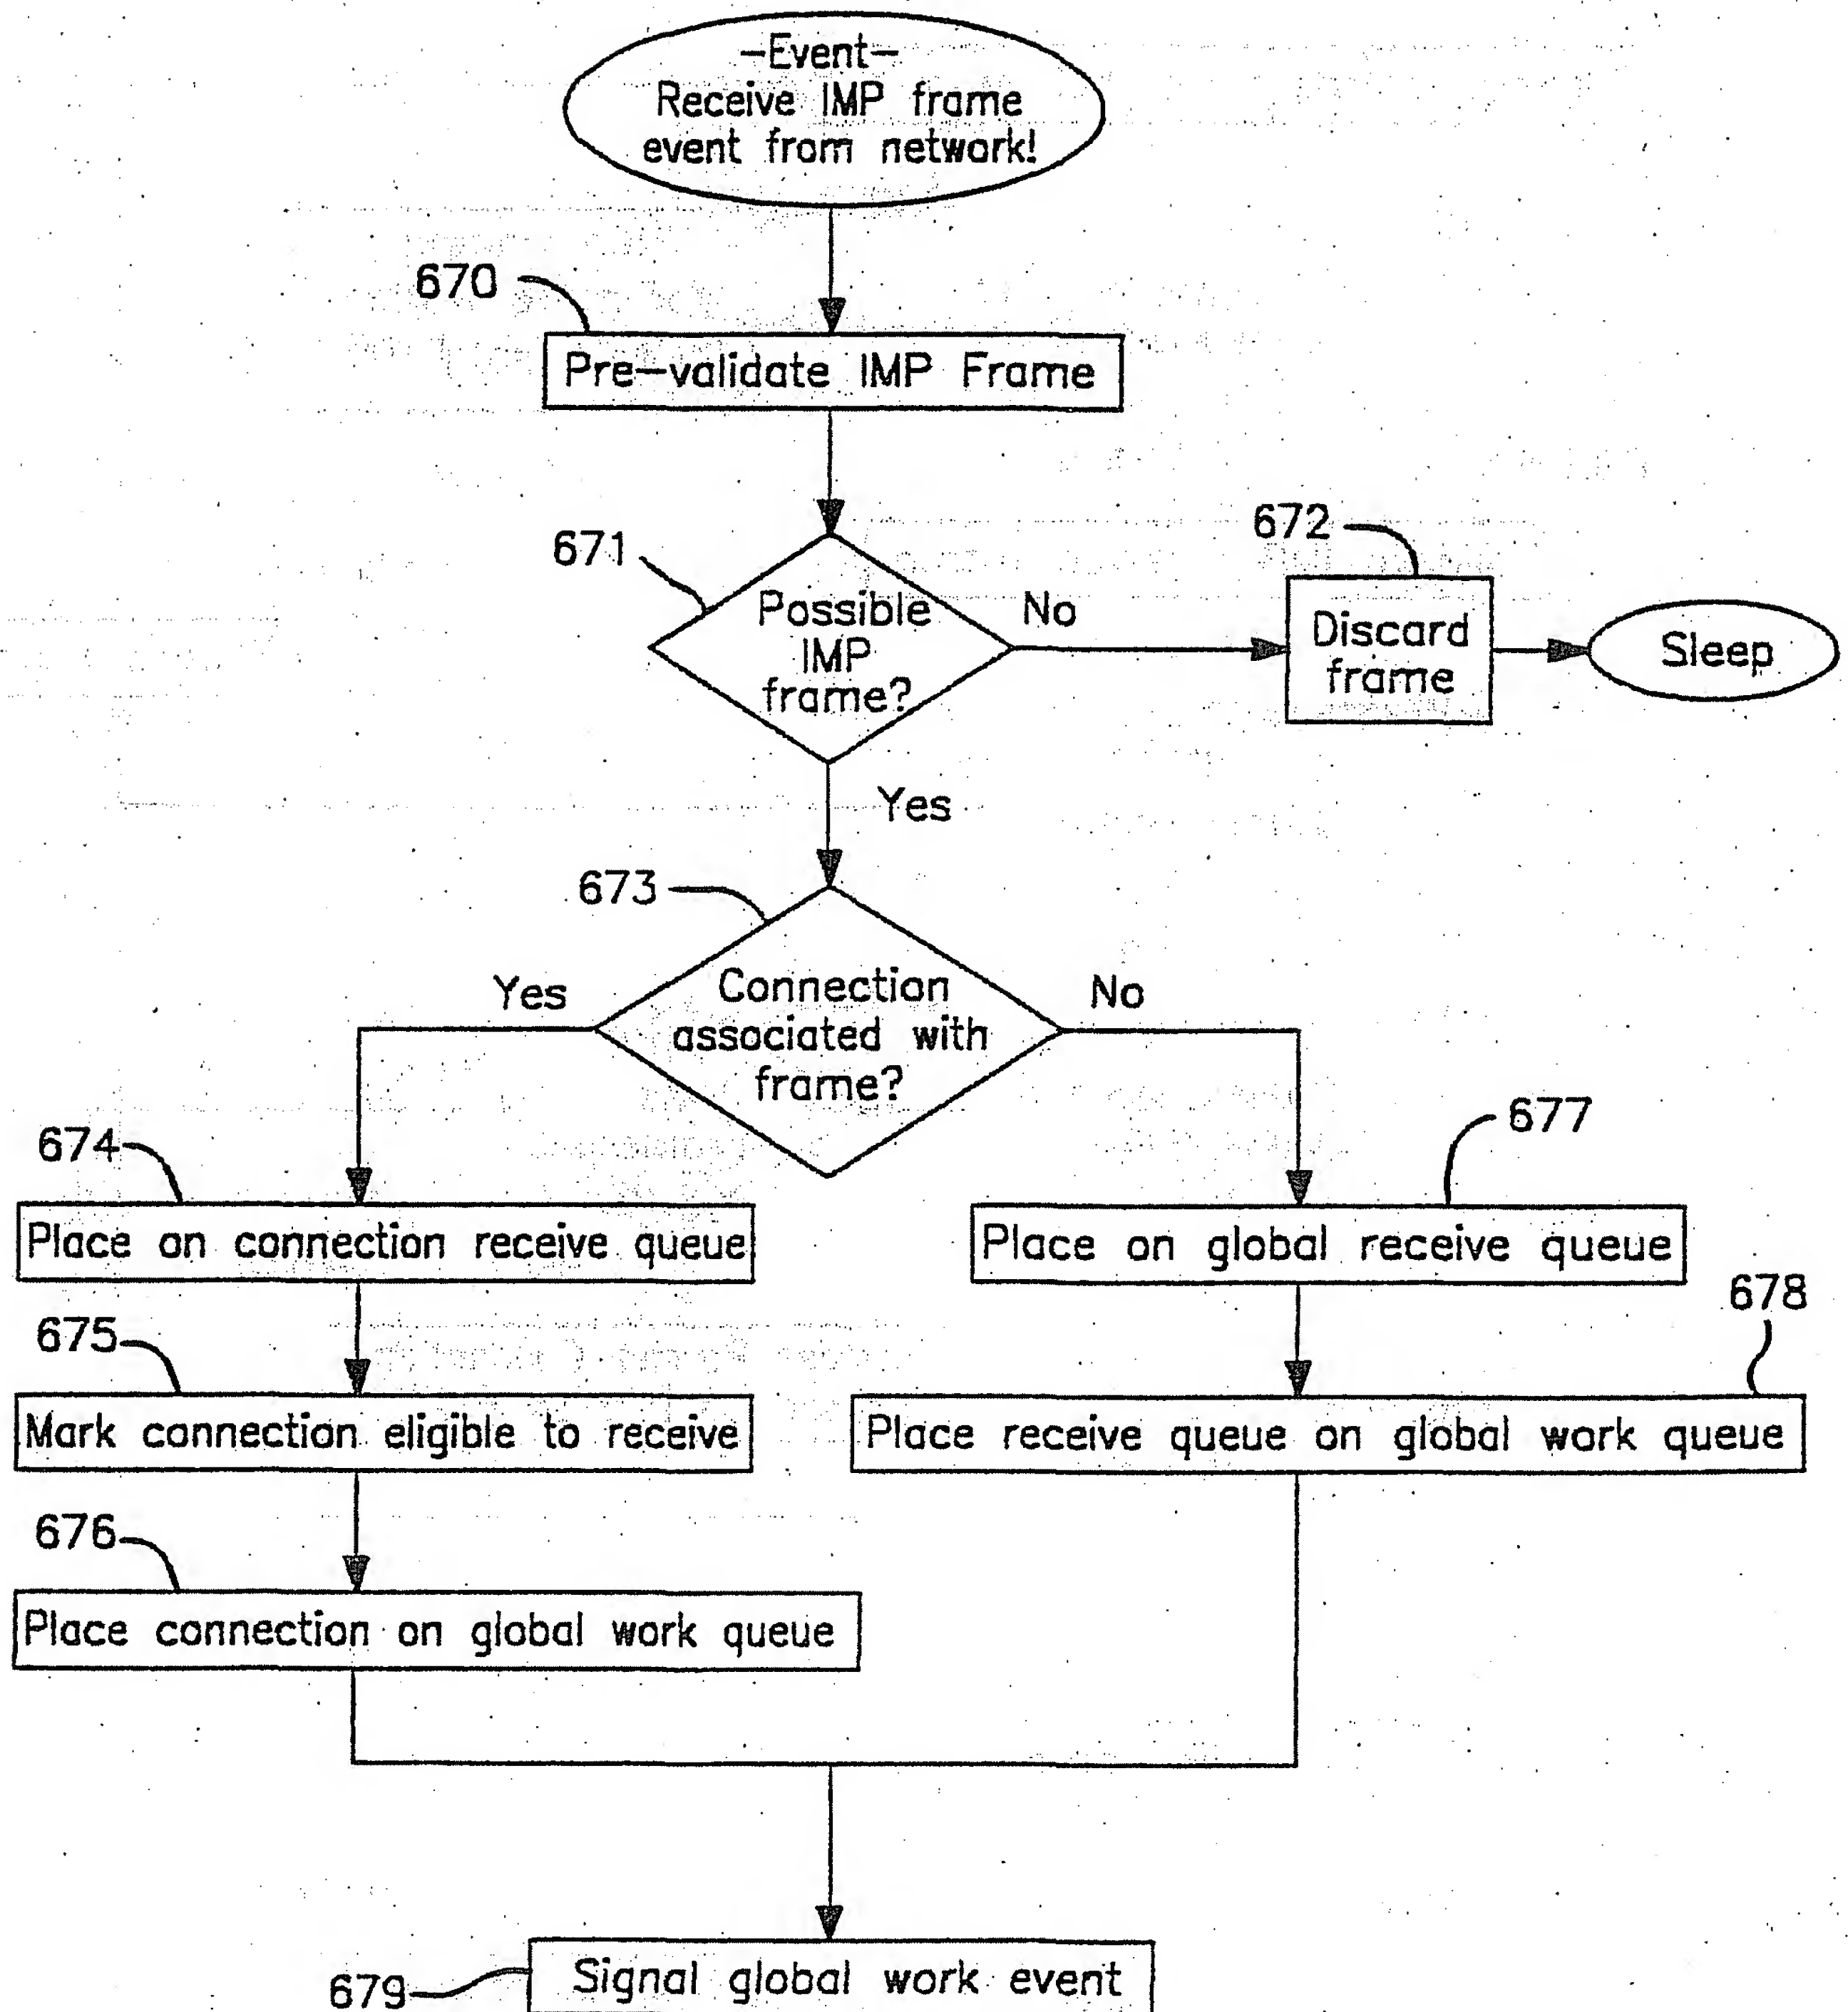 —Event—
Receive IMP frame
event from network!
670
Pre—validate IMP Frame
671
Possible
IMP
frame?
No
672
Discard
frame
Sleep
Yes
673
Connection
associated with
frame?
Yes
No
674
Place on connection receive queue
677
Place on global receive queue
675
Mark connection eligible to receive
678
Place receive queue on global work queue
676
Place connection on global work queue
679
Signal global work event